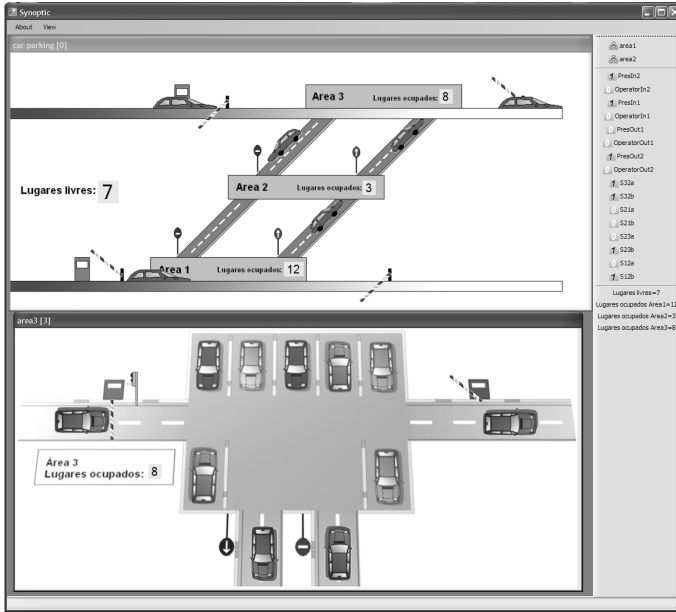 Synoptic
About View
car parking [0]
Area 3 Lugares ocupados: 8
Area 2 Lugares ocupados: 3
Lugares livres: 7
Area 1 Lugares ocupados: 12
area3 [3]
Área 3
Lugares ocupados: 8
area1
area2
PresIn2
OperatorIn2
PresIn1
OperatorIn1
PresOut1
OperatorOut1
PresOut2
OperatorOut2
S32a
S32b
S21a
S21b
S23a
S23b
S12a
S12b
Lugares livres=7
Lugares ocupados Area1=12
Lugares ocupados Area2=3
Lugares ocupados Area3=8